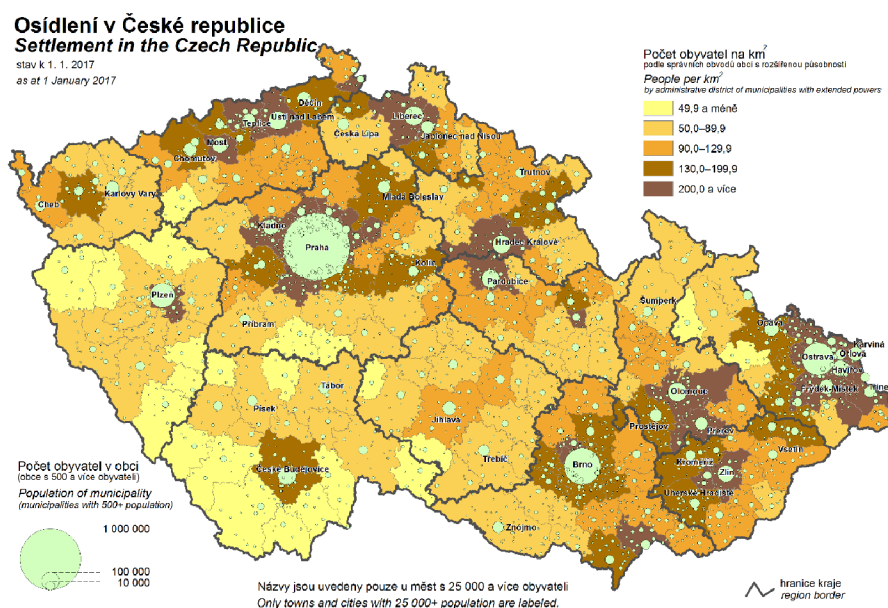 Osídlení v České republice
Settlement in the Czech Republic
stav k 1. 1. 2017
as at 1 January 2017
Počet obyvatel na km²
podle správních obvodů obcí s rozšířenou působností
People per km²
by administrative district of municipalities with extended powers
49,9 a méně
50,0–89,9
90,0–129,9
130,0–199,9
200,0 a více
Děčín
Teplice
Ústí nad Labem
Liberec
Most
Česká Lípa
Jablonec nad Nisou
Chomutov
Trutnov
Karlovy Vary
Cheb
Mladá Boleslav
Kladno
Praha
Hradec Králové
Kolín
Pardubice
Plzeň
Šumperk
Příbram
Opava
Karviná
Orlová
Ostrava
Havířov
Frýdek-Místek
Tábor
Písek
Olomouc
Jihlava
Prostějov
Přerov
Vsetín
České Budějovice
Třebíč
Brno
Kroměříž
Zlín
Uherské Hradiště
Znojmo
Počet obyvatel v obci
(obce s 500 a více obyvateli)
Population of municipality
(municipalities with 500+ population)
1 000 000
100 000
10 000
Názvy jsou uvedeny pouze u měst s 25 000 a více obyvateli
Only towns and cities with 25 000+ population are labeled.
hranice kraje
region border